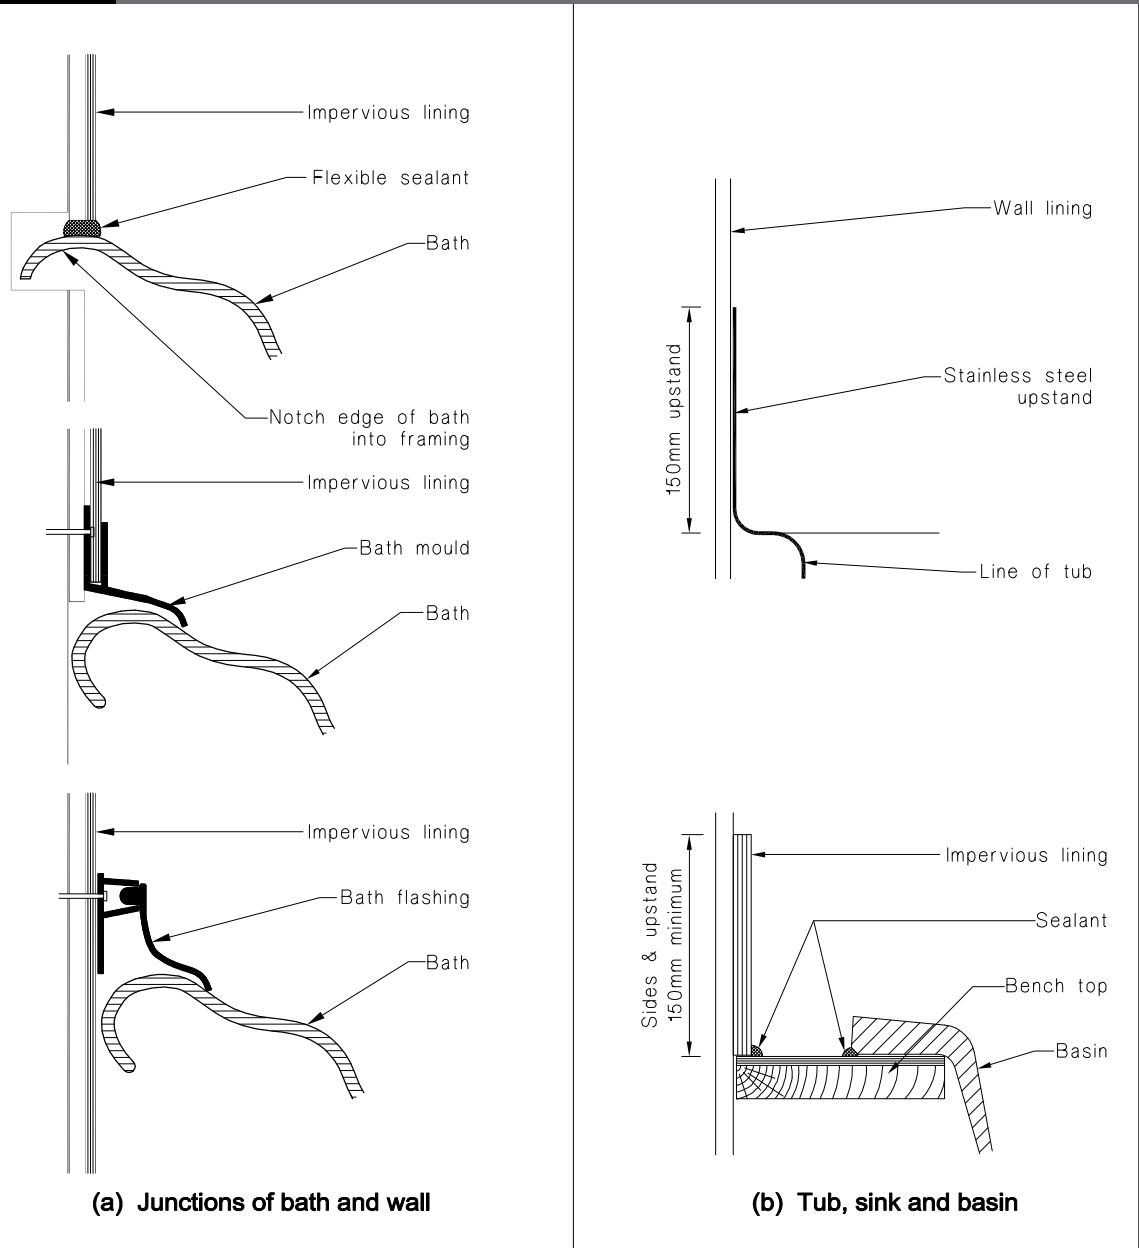 Impervious lining
Flexible sealant
Bath
Notch edge of bath
into framing
Impervious lining
Bath mould
Bath
Impervious lining
Bath flashing
Bath
(a) Junctions of bath and wall
Wall lining
150mm upstand
Stainless steel
upstand
Line of tub
Sides & upstand
150mm minimum
Impervious lining
Sealant
Bench top
Basin
(b) Tub, sink and basin